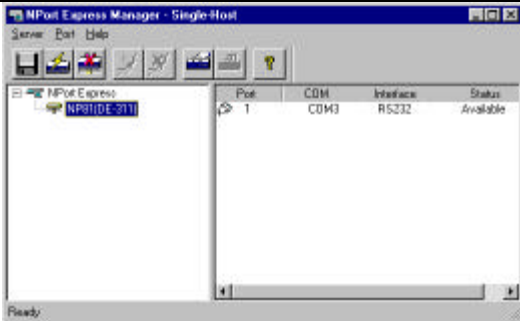 NPort Express Manager - Single-Host
Server Port Help
NPort Express
NP81(DE-311)
Port COM Interface Status
1 COM3 RS232 Available
Ready